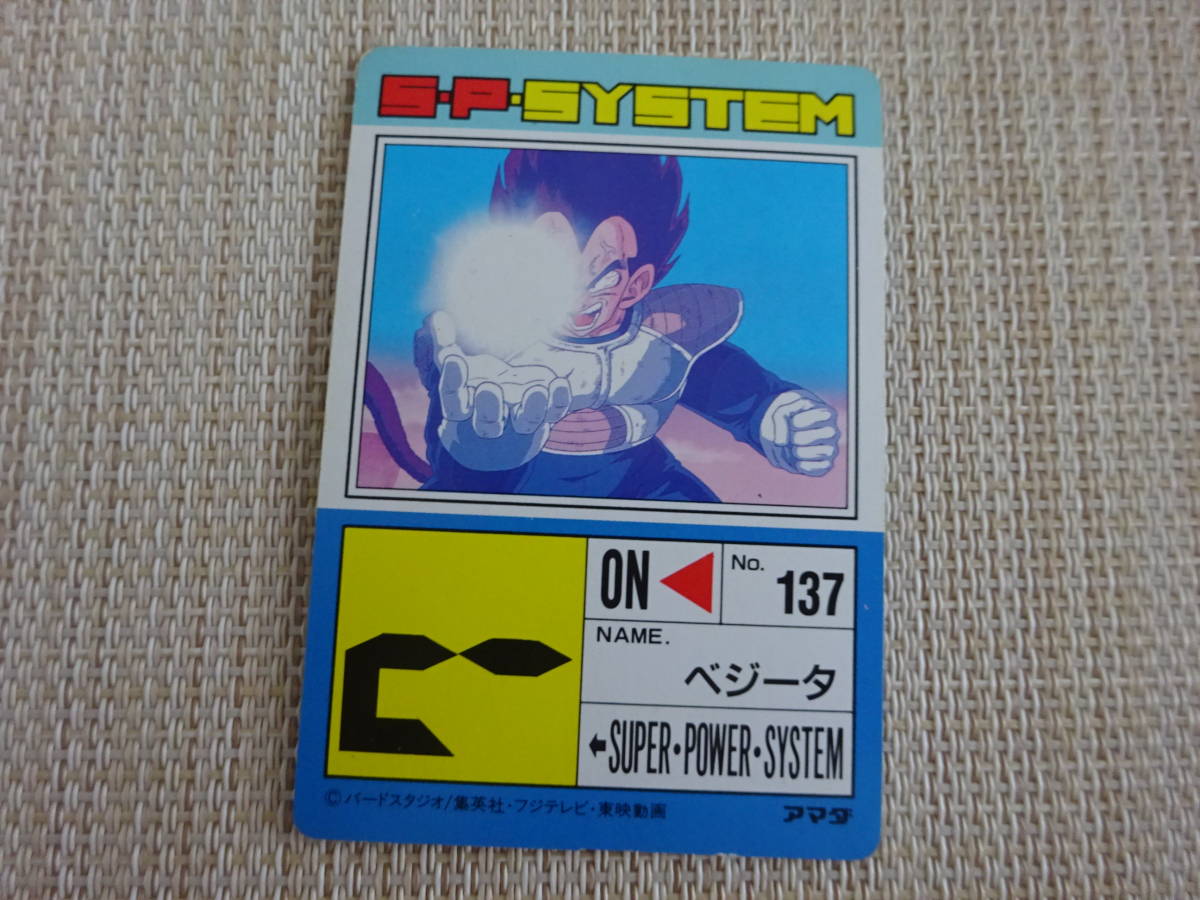 S·P·SYSTEM
ON
No. 137
NAME.
ベジータ
←SUPER·POWER·SYSTEM
©バードスタジオ/集英社・フジテレビ・東映動画
アマダ